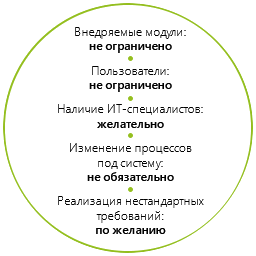 Внедряемые модули:
не ограничено
Пользователи:
не ограничено
Наличие ИТ-специалистов:
желательно
Изменение процессов
под систему:
не обязательно
Реализация нестандартных
требований:
по желанию